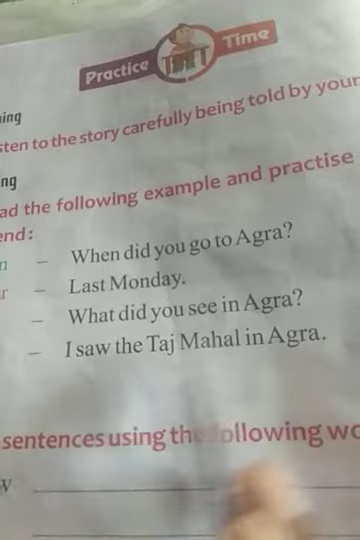 Practice Time
ing
sten to the story carefully being told by your
ng
ad the following example and practise
end:
n – When did you go to Agra?
r – Last Monday.
– What did you see in Agra?
– I saw the Taj Mahal in Agra.
sentences using the following wo
w